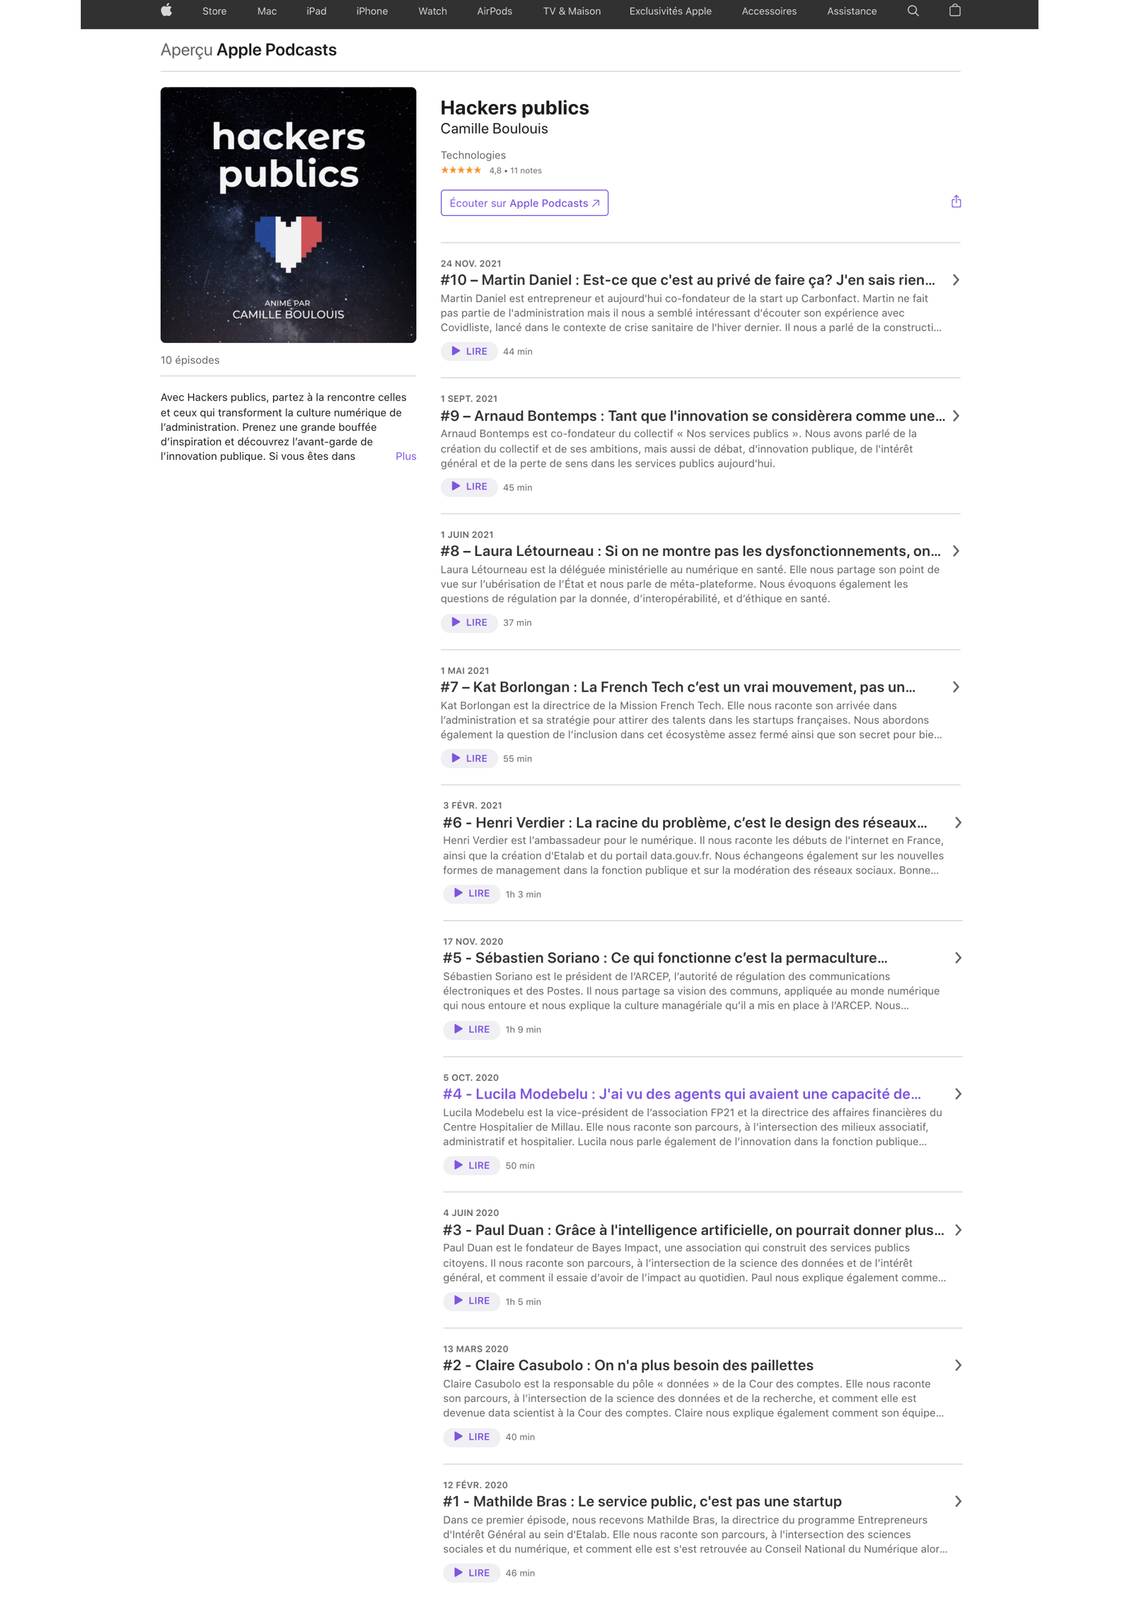 Store Mac iPad iPhone Watch AirPods TV & Maison Exclusivités Apple Accessoires Assistance
Aperçu Apple Podcasts
hackers
publics
ANIMÉ PAR
CAMILLE BOULOUIS
10 épisodes
Avec Hackers publics, partez à la rencontre celles
et ceux qui transforment la culture numérique de
l'administration. Prenez une grande bouffée
d'inspiration et découvrez l'avant-garde de
l'innovation publique. Si vous êtes dans Plus
Hackers publics
Camille Boulouis
Technologies
★★★★★ 4,8 • 11 notes
Écouter sur Apple Podcasts ↗
24 NOV. 2021
#10 – Martin Daniel : Est-ce que c'est au privé de faire ça? J'en sais rien...
Martin Daniel est entrepreneur et aujourd'hui co-fondateur de la start up Carbonfact. Martin ne fait
pas partie de l'administration mais il nous a semblé intéressant d'écouter son expérience avec
Covidliste, lancé dans le contexte de crise sanitaire de l'hiver dernier. Il nous a parlé de la constructi...
LIRE 44 min
1 SEPT. 2021
#9 – Arnaud Bontemps : Tant que l'innovation se considèrera comme une...
Arnaud Bontemps est co-fondateur du collectif « Nos services publics ». Nous avons parlé de la
création du collectif et de ses ambitions, mais aussi de débat, d'innovation publique, de l'intérêt
général et de la perte de sens dans les services publics aujourd'hui.
LIRE 45 min
1 JUIN 2021
#8 – Laura Létourneau : Si on ne montre pas les dysfonctionnements, on...
Laura Létourneau est la déléguée ministérielle au numérique en santé. Elle nous partage son point de
vue sur l'ubérisation de l'État et nous parle de méta-plateforme. Nous évoquons également les
questions de régulation par la donnée, d'interopérabilité, et d'éthique en santé.
LIRE 37 min
1 MAI 2021
#7 – Kat Borlongan : La French Tech c'est un vrai mouvement, pas un...
Kat Borlongan est la directrice de la Mission French Tech. Elle nous raconte son arrivée dans
l'administration et sa stratégie pour attirer des talents dans les startups françaises. Nous abordons
également la question de l'inclusion dans cet écosystème assez fermé ainsi que son secret pour bie...
LIRE 55 min
3 FÉVR. 2021
#6 - Henri Verdier : La racine du problème, c'est le design des réseaux...
Henri Verdier est l'ambassadeur pour le numérique. Il nous raconte les débuts de l'internet en France,
ainsi que la création d'Etalab et du portail data.gouv.fr. Nous échangeons également sur les nouvelles
formes de management dans la fonction publique et sur la modération des réseaux sociaux. Bonne...
LIRE 1h 3 min
17 NOV. 2020
#5 - Sébastien Soriano : Ce qui fonctionne c'est la permaculture...
Sébastien Soriano est le président de l'ARCEP, l'autorité de régulation des communications
électroniques et des Postes. Il nous partage sa vision des communs, appliquée au monde numérique
qui nous entoure et nous explique la culture managériale qu'il a mis en place à l'ARCEP. Nous...
LIRE 1h 9 min
5 OCT. 2020
#4 - Lucila Modebelu : J'ai vu des agents qui avaient une capacité de...
Lucila Modebelu est la vice-président de l'association FP21 et la directrice des affaires financières du
Centre Hospitalier de Millau. Elle nous raconte son parcours, à l'intersection des milieux associatif,
administratif et hospitalier. Lucila nous parle également de l'innovation dans la fonction publique...
LIRE 50 min
4 JUIN 2020
#3 - Paul Duan : Grâce à l'intelligence artificielle, on pourrait donner plus...
Paul Duan est le fondateur de Bayes Impact, une association qui construit des services publics
citoyens. Il nous raconte son parcours, à l'intersection de la science des données et de l'intérêt
général, et comment il essaie d'avoir de l'impact au quotidien. Paul nous explique également comme...
LIRE 1h 5 min
13 MARS 2020
#2 - Claire Casubolo : On n'a plus besoin des paillettes
Claire Casubolo est la responsable du pôle « données » de la Cour des comptes. Elle nous raconte
son parcours, à l'intersection de la science des données et de la recherche, et comment elle est
devenue data scientist à la Cour des comptes. Claire nous explique également comment son équipe...
LIRE 40 min
12 FÉVR. 2020
#1 - Mathilde Bras : Le service public, c'est pas une startup
Dans ce premier épisode, nous recevons Mathilde Bras, la directrice du programme Entrepreneurs
d'Intérêt Général au sein d'Etalab. Elle nous raconte son parcours, à l'intersection des sciences
sociales et du numérique, et comment elle est s'est retrouvée au Conseil National du Numérique alor...
LIRE 46 min